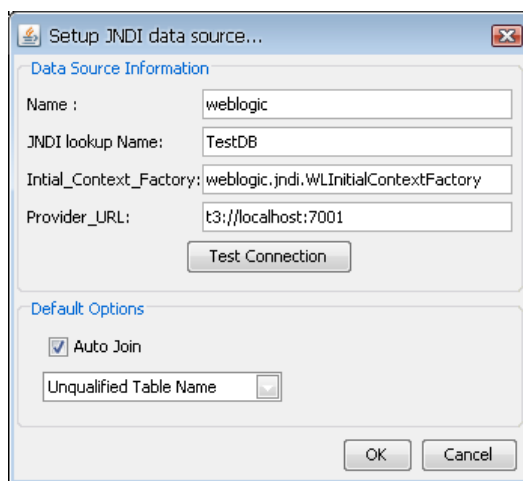 Setup JNDI data source...
Data Source Information
Name : weblogic
JNDI lookup Name: TestDB
Intial_Context_Factory: weblogic.jndi.WLInitialContextFactory
Provider_URL: t3://localhost:7001
Test Connection
Default Options
Auto Join
Unqualified Table Name
OK Cancel